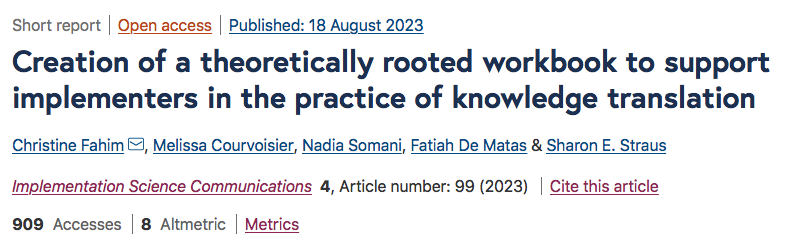 Short report | Open access | Published: 18 August 2023
Creation of a theoretically rooted workbook to support
implementers in the practice of knowledge translation
Christine Fahim, Melissa Courvoisier, Nadia Somani, Fatiah De Matas & Sharon E. Straus
Implementation Science Communications 4, Article number: 99 (2023) | Cite this article
909 Accesses | 8 Altmetric | Metrics